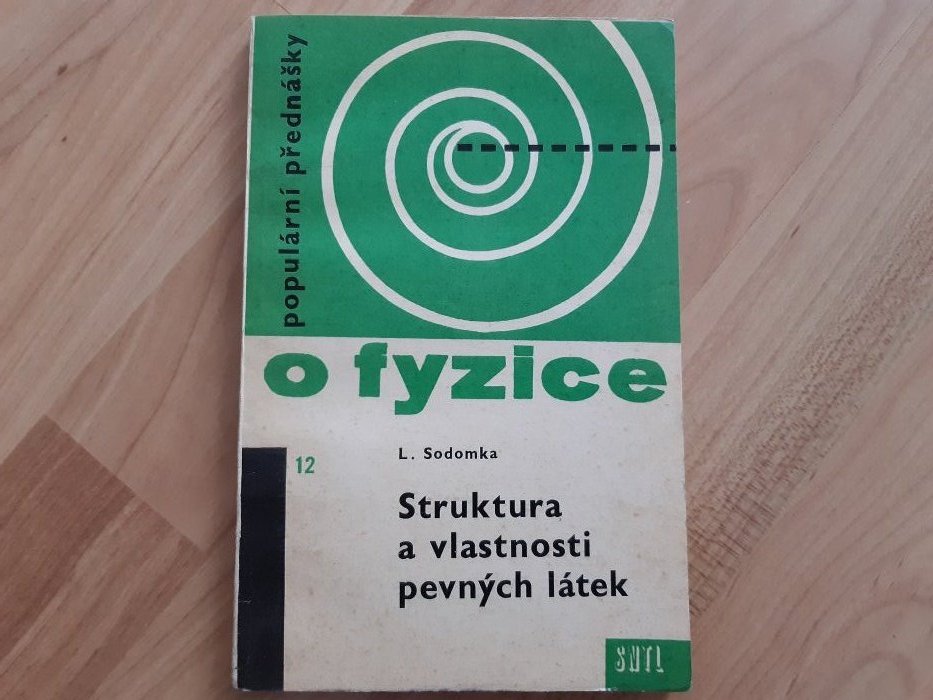 populární přednášky
o fyzice
12
L. Sodomka
Struktura
a vlastnosti
pevných látek
SNTL